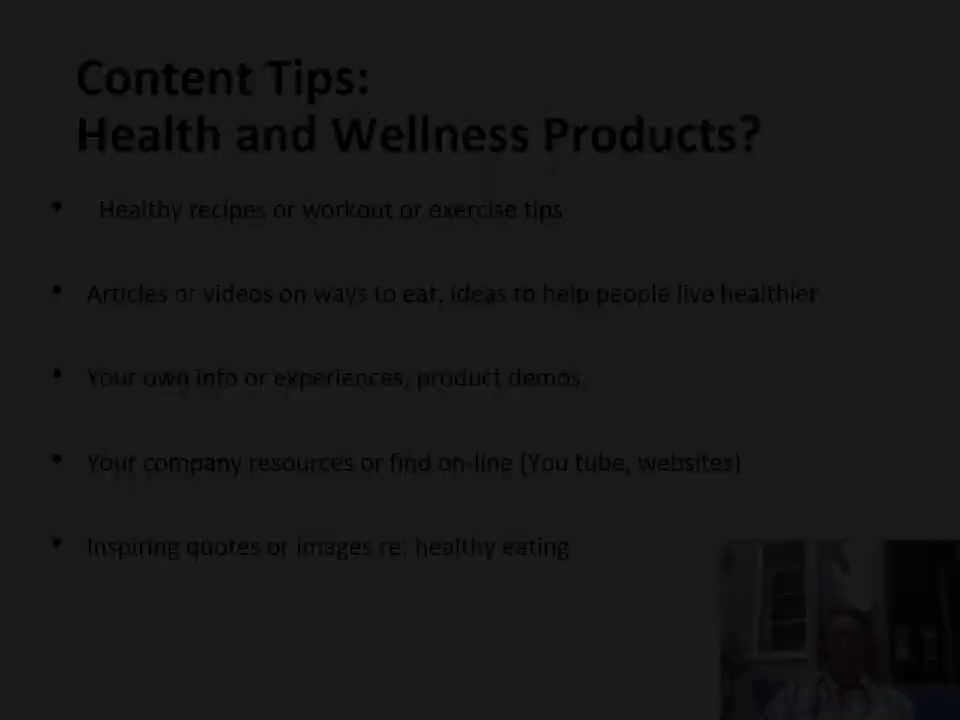 Content Tips:
Health and Wellness Products?
• Healthy recipes or workout or exercise tips
• Articles or videos on ways to eat, ideas to help people live healthier
• Your own info or experiences, product demos.
• Your company resources or find on-line (You tube, websites)
• Inspiring quotes or images re: healthy eating